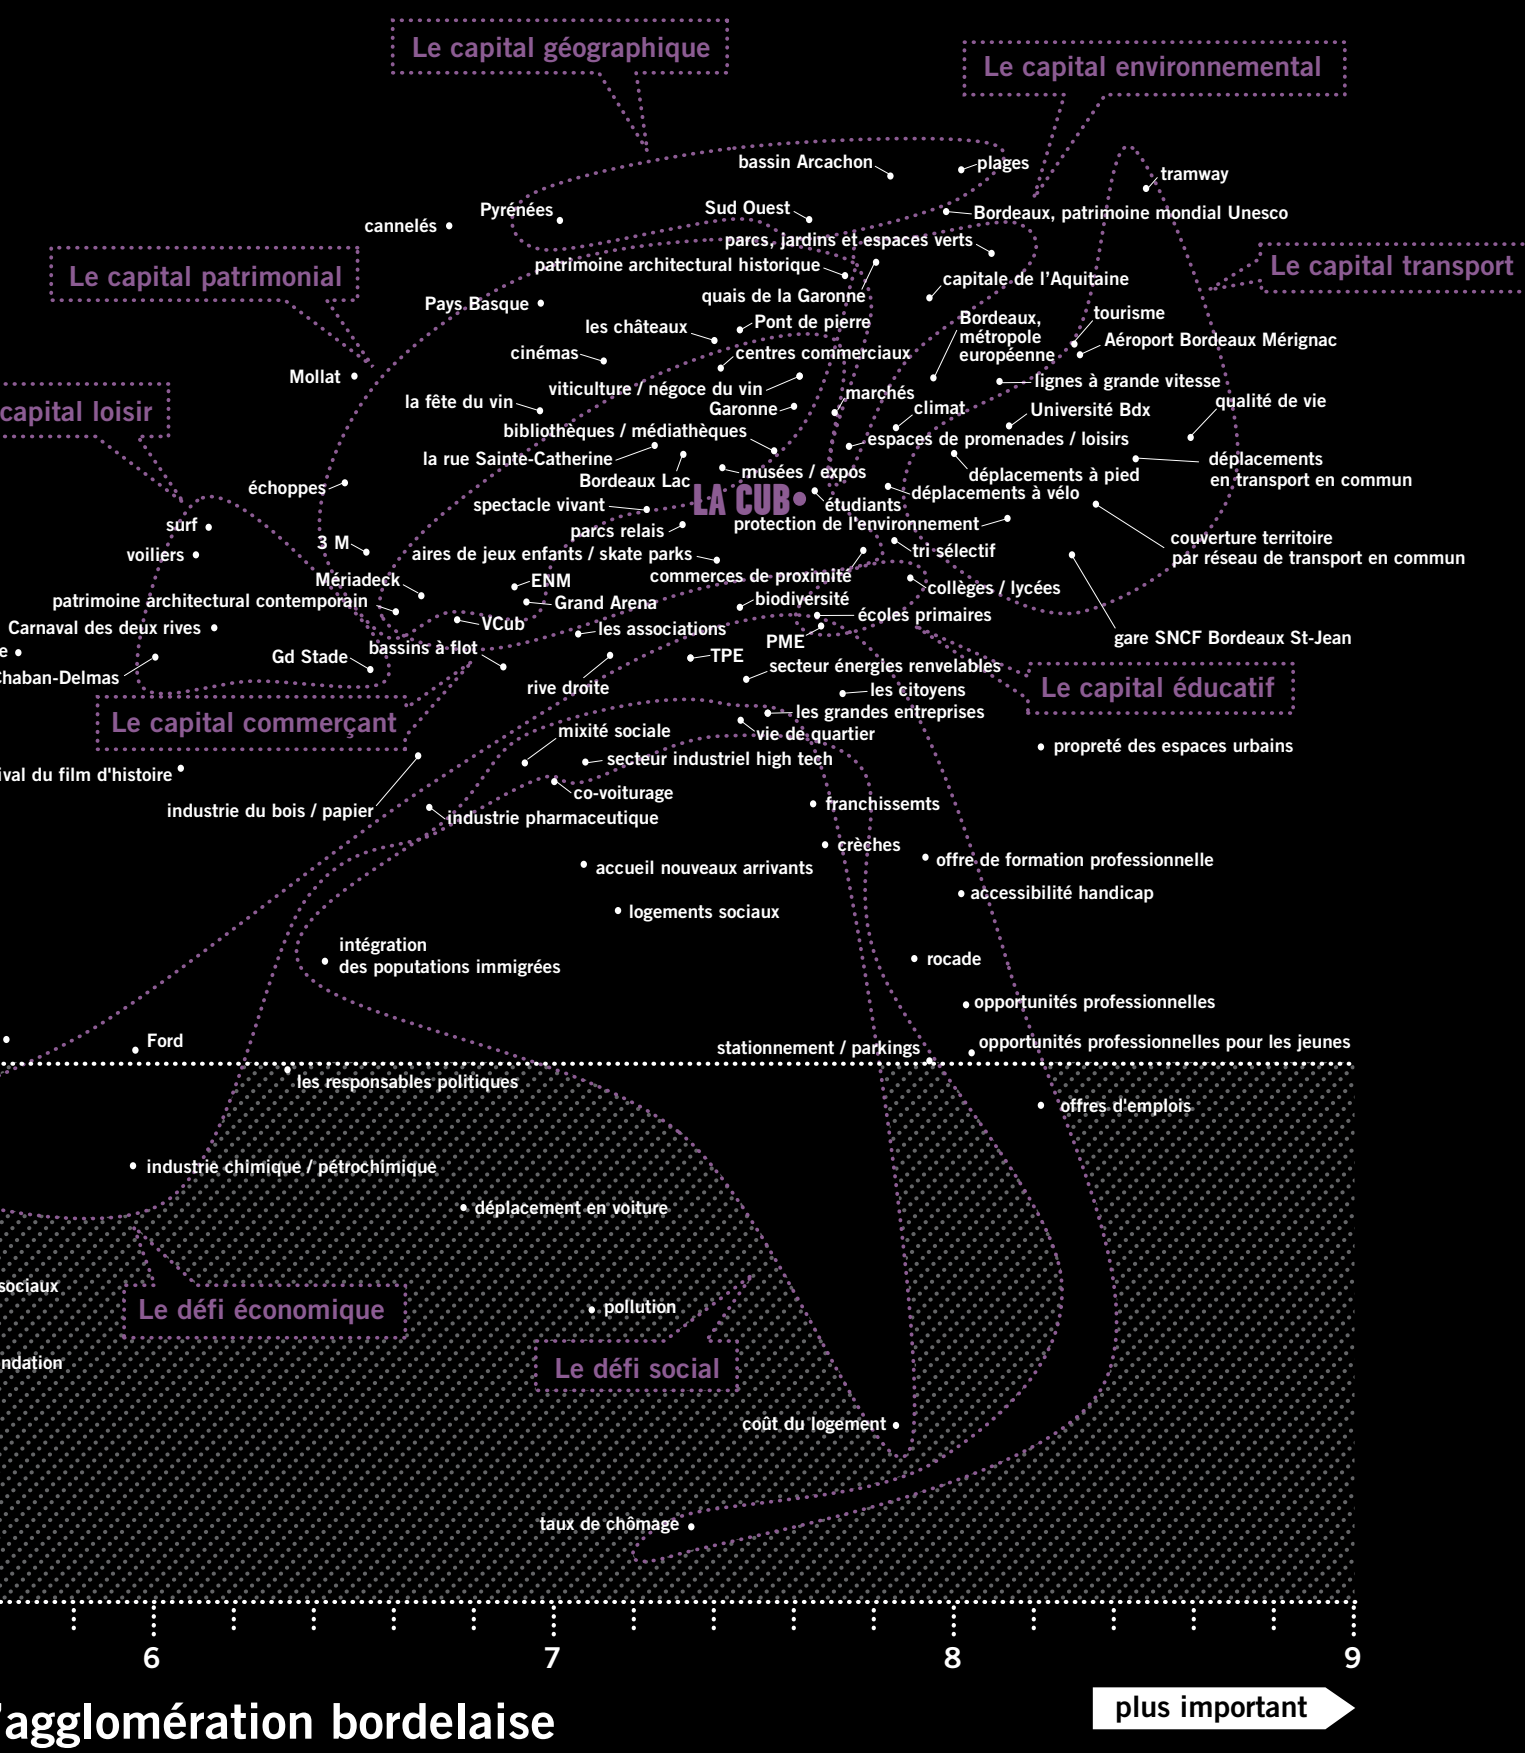 Le capital géographique
Le capital environnemental
bassin Arcachon
plages
tramway
Pyrénées
Sud Ouest
Bordeaux, patrimoine mondial Unesco
cannelés
parcs, jardins et espaces verts
Le capital patrimonial
patrimoine architectural historique
Le capital transport
capitale de l'Aquitaine
quais de la Garonne
Pays Basque
Pont de pierre
Bordeaux,
métropole
européenne
tourisme
les châteaux
Aéroport Bordeaux Mérignac
cinémas
centres commerciaux
Mollat
viticulture / négoce du vin
lignes à grande vitesse
marchés
la fête du vin
Garonne
climat
Université Bdx
qualité de vie
capital loisir
bibliothèques / médiathèques
espaces de promenades / loisirs
la rue Sainte-Catherine
musées / expos
déplacements à pied
déplacements
en transport en commun
Bordeaux Lac
échoppes
LA CUB
déplacements à vélo
spectacle vivant
étudiants
surf
parcs relais
protection de l'environnement
3 M
couverture territoire
par réseau de transport en commun
voiliers
aires de jeux enfants / skate parks
tri sélectif
Mériadeck
ENM
commerces de proximité
collèges / lycées
patrimoine architectural contemporain
Grand Arena
biodiversité
Carnaval des deux rives
VCub
les associations
écoles primaires
gare SNCF Bordeaux St-Jean
e
Gd Stade
bassins à flot
PME
TPE
Chaban-Delmas
rive droite
secteur énergies renvelables
les citoyens
Le capital éducatif
Le capital commerçant
les grandes entreprises
mixité sociale
vie de quartier
propreté des espaces urbains
secteur industriel high tech
ival du film d'histoire
co-voiturage
franchissemts
industrie du bois / papier
industrie pharmaceutique
crèches
accueil nouveaux arrivants
offre de formation professionnelle
accessibilité handicap
logements sociaux
intégration
des poputations immigrées
rocade
opportunités professionnelles
Ford
stationnement / parkings
opportunités professionnelles pour les jeunes
les responsables politiques
offres d'emplois
industrie chimique / pétrochimique
déplacement en voiture
sociaux
Le défi économique
pollution
ndation
Le défi social
coût du logement
taux de chômage
6
7
8
9
'agglomération bordelaise
plus important